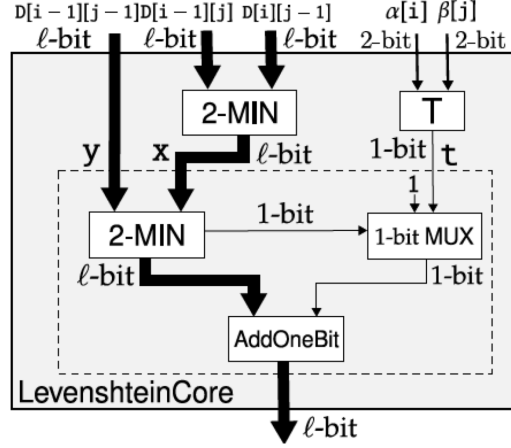 D[i − 1][j − 1] D[i − 1][j] D[i][j − 1] α[i] β[j]
ℓ-bit ℓ-bit ℓ-bit 2-bit 2-bit
2-MIN T
y x ℓ-bit 1-bit t
1
2-MIN 1-bit 1-bit MUX
ℓ-bit 1-bit
AddOneBit
LevenshteinCore
ℓ-bit